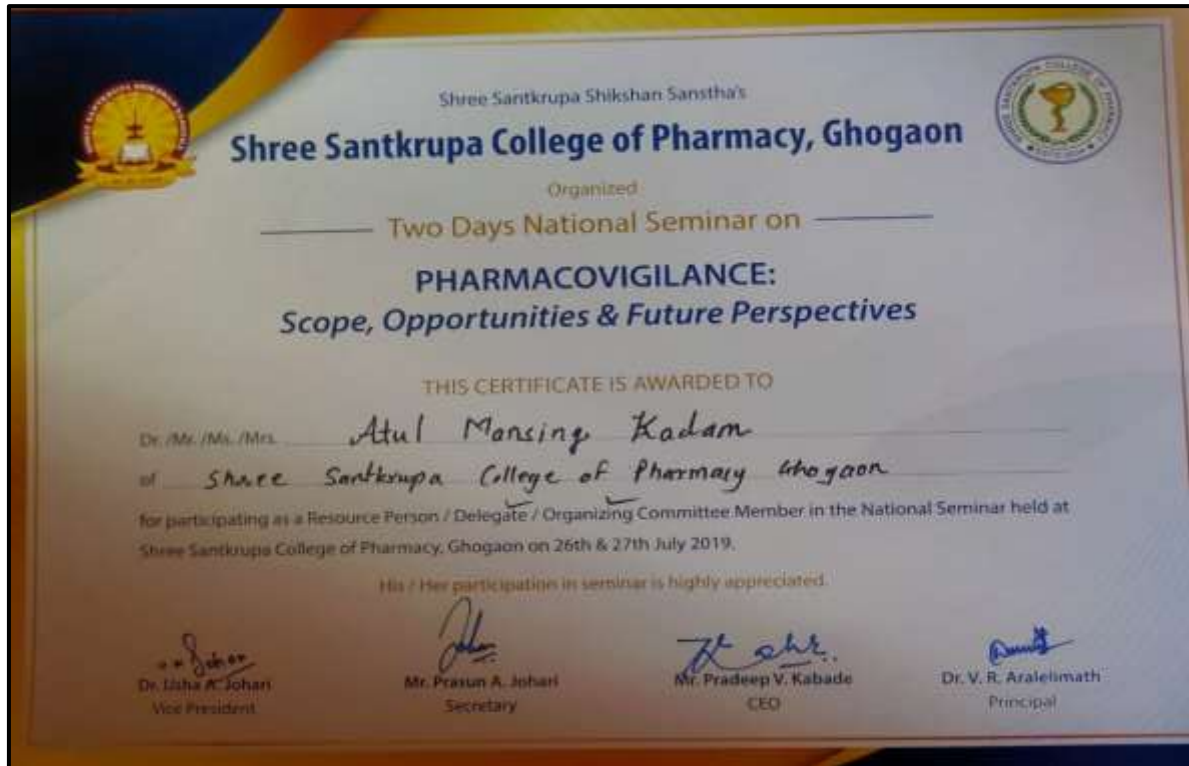 Shree Santkrupa Shikshan Sanstha's
Shree Santkrupa College of Pharmacy, Ghogaon
Organized
Two Days National Seminar on
PHARMACOVIGILANCE:
Scope, Opportunities & Future Perspectives
THIS CERTIFICATE IS AWARDED TO
Dr. /Mr. /Ms. /Mrs. Atul Mansing Kadam
of Shree Santkrupa College of Pharmacy Ghogaon
for participating as a Resource Person / Delegate / Organizing Committee Member in the National Seminar held at
Shree Santkrupa College of Pharmacy, Ghogaon on 26th & 27th July 2019.
His / Her participation in seminar is highly appreciated.
Dr. Usha A. Johari
Vice President
Mr. Prasun A. Johari
Secretary
Mr. Pradeep V. Kabade
CEO
Dr. V. R. Aralelimath
Principal